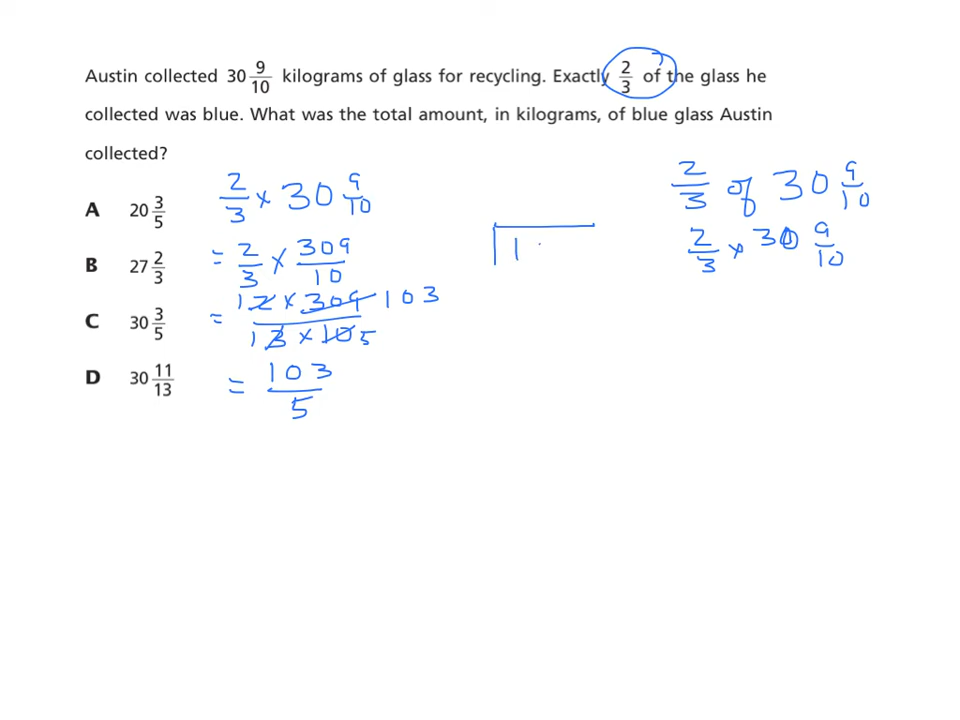 Austin collected 30 9/10 kilograms of glass for recycling. Exactly 2/3 of the glass he
collected was blue. What was the total amount, in kilograms, of blue glass Austin
collected?
A 20 3/5
B 27 2/3
C 30 3/5
D 30 11/13
2/3 × 30 9/10
= 2/3 × 309/10
= 1 2 × 309 103 / 1 3 × 10 5
= 103/5
1
2/3 of 30 9/10
2/3 × 30 9/10